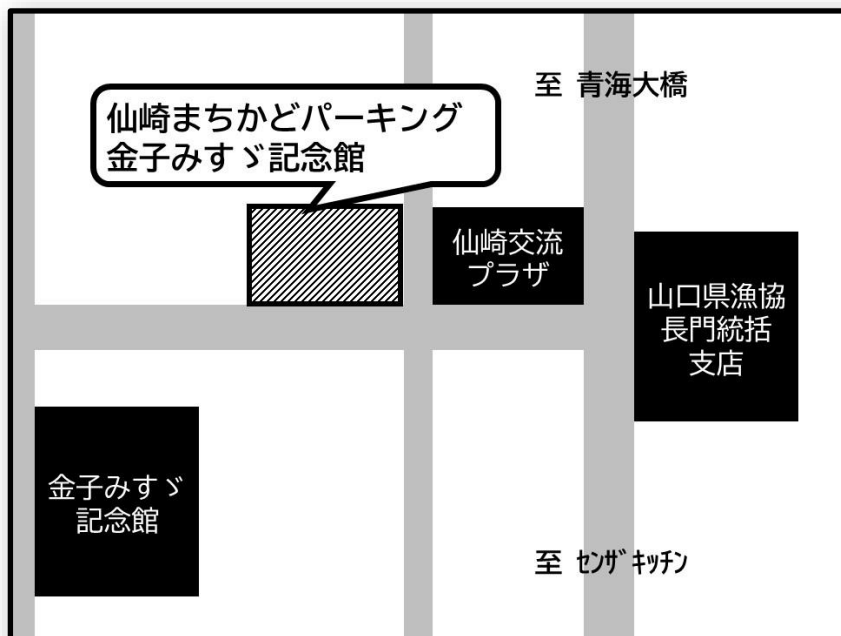 至 青海大橋
仙崎まちかどパーキング
金子みすゞ記念館
仙崎交流
プラザ
山口県漁協
長門統括
支店
金子みすゞ
記念館
至 ｾﾝｻﾞｷｯﾁﾝ